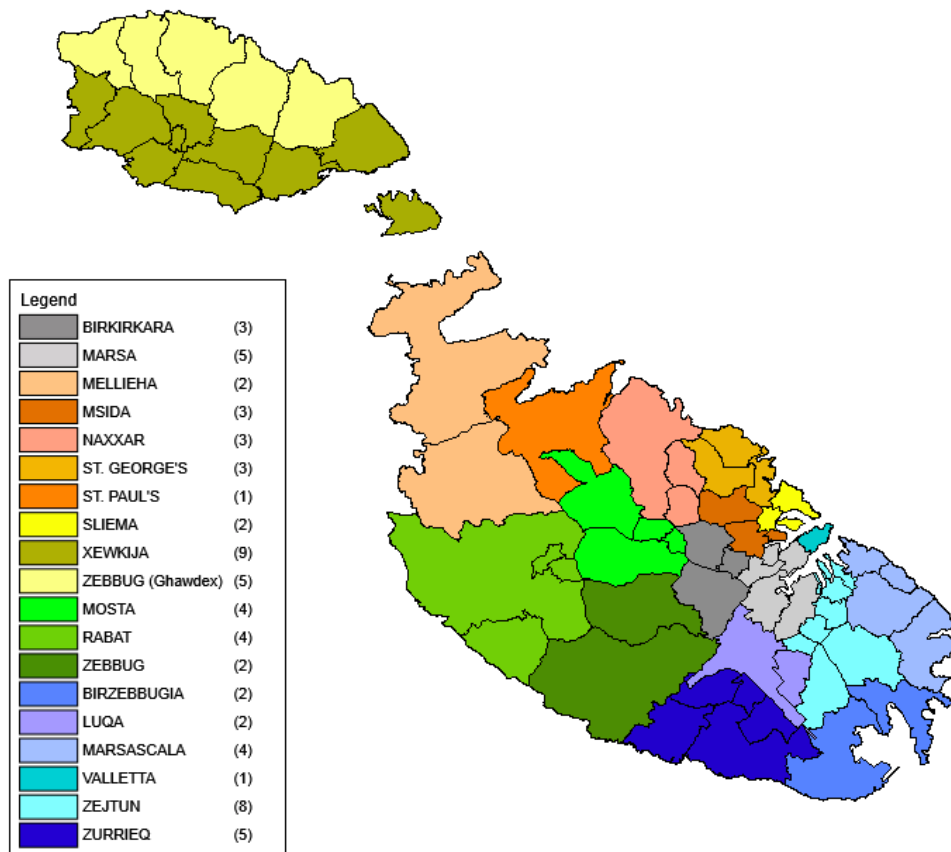 Legend
BIRKIRKARA (3)
MARSA (5)
MELLIEHA (2)
MSIDA (3)
NAXXAR (3)
ST. GEORGE'S (3)
ST. PAUL'S (1)
SLIEMA (2)
XEWKIJA (9)
ZEBBUG (Ghawdex) (5)
MOSTA (4)
RABAT (4)
ZEBBUG (2)
BIRZEBBUGIA (2)
LUQA (2)
MARSASCALA (4)
VALLETTA (1)
ZEJTUN (8)
ZURRIEQ (5)